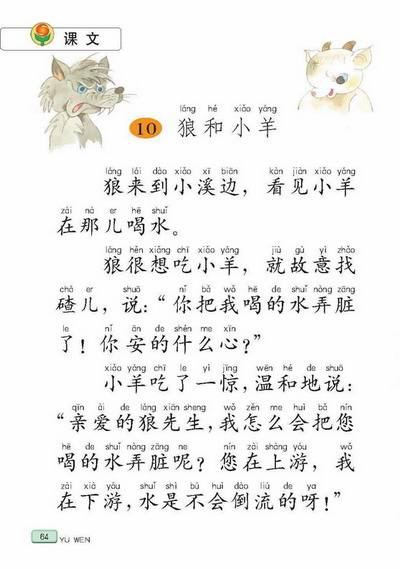 课文
láng hé xiǎo yáng
10 狼和小羊
láng lái dào xiǎo xī biān kàn jiàn xiǎo yáng
狼来到小溪边，看见小羊
zài nà er hē shuǐ
在那儿喝水。
láng hěn xiǎng chī xiǎo yáng jiù gù yì zhǎo
狼很想吃小羊，就故意找
chá er shuō nǐ bǎ wǒ hē de shuǐ nòng zāng
碴儿，说：“你把我喝的水弄脏
le nǐ ān de shén me xīn
了！你安的什么心？”
xiǎo yáng chī le yì jīng wēn hé de shuō
小羊吃了一惊，温和地说：
qīn ài de láng xiān sheng wǒ zěn me huì bǎ nín
“亲爱的狼先生，我怎么会把您
hē de shuǐ nòng zāng ne nín zài shàng yóu wǒ
喝的水弄脏呢？您在上游，我
zài xià yóu shuǐ shì bú huì dào liú de ya
在下游，水是不会倒流的呀！”
64 YU WEN